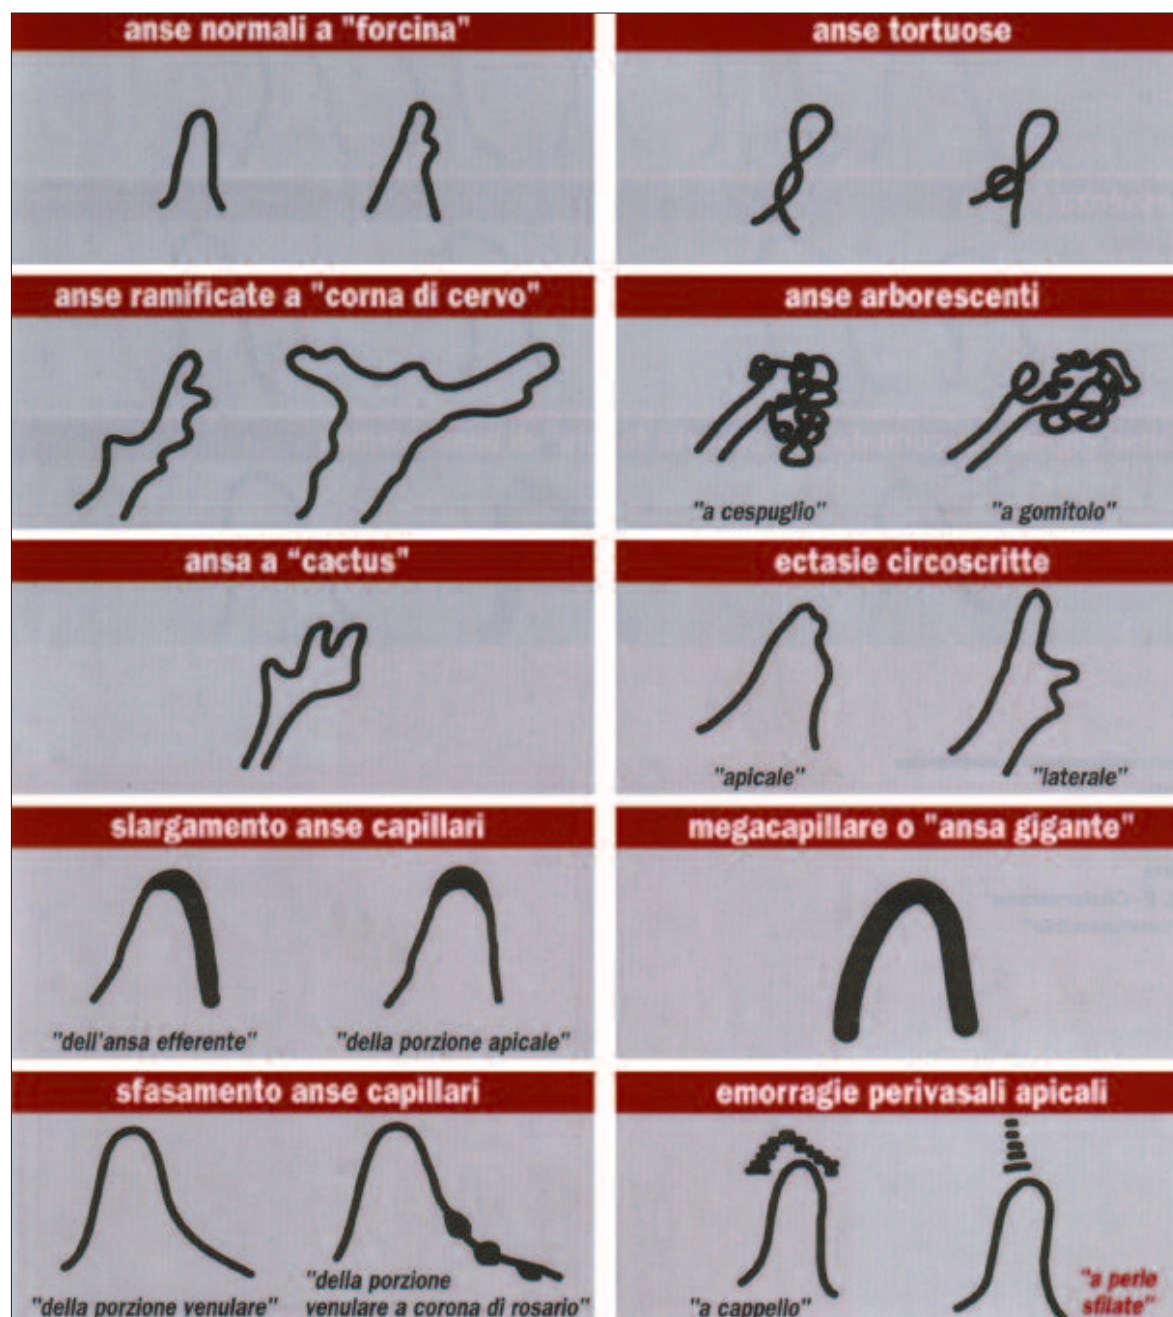 anse normali a "forcina"
anse tortuose
anse ramificate a "corna di cervo"
anse arborescenti
"a cespuglio"
"a gomitolo"
ansa a "cactus"
ectasie circoscritte
"apicale"
"laterale"
slargamento anse capillari
megacapillare o "ansa gigante"
"dell'ansa efferente"
"della porzione apicale"
sfasamento anse capillari
emorragie perivasali apicali
"della porzione venulare"
"della porzione
venulare a corona di rosario"
"a cappello"
"a perle
sfilate"